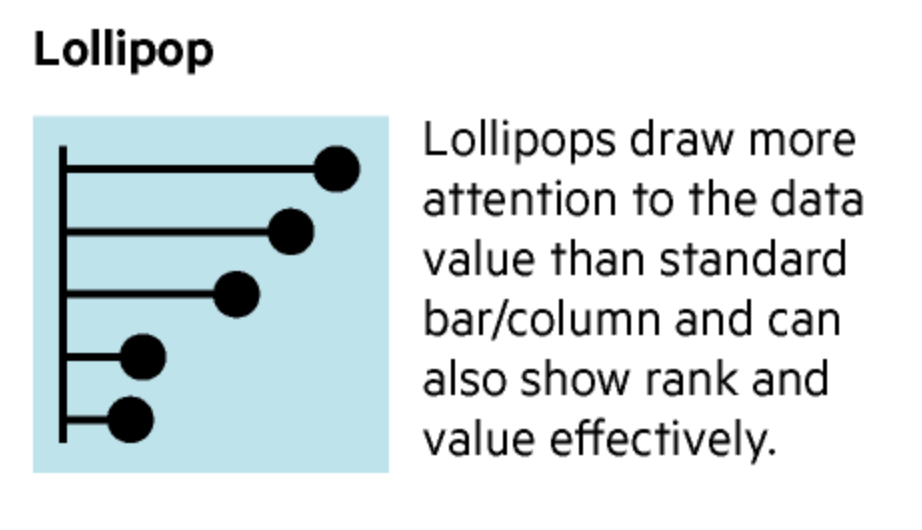 Lollipop
Lollipops draw more
attention to the data
value than standard
bar/column and can
also show rank and
value effectively.